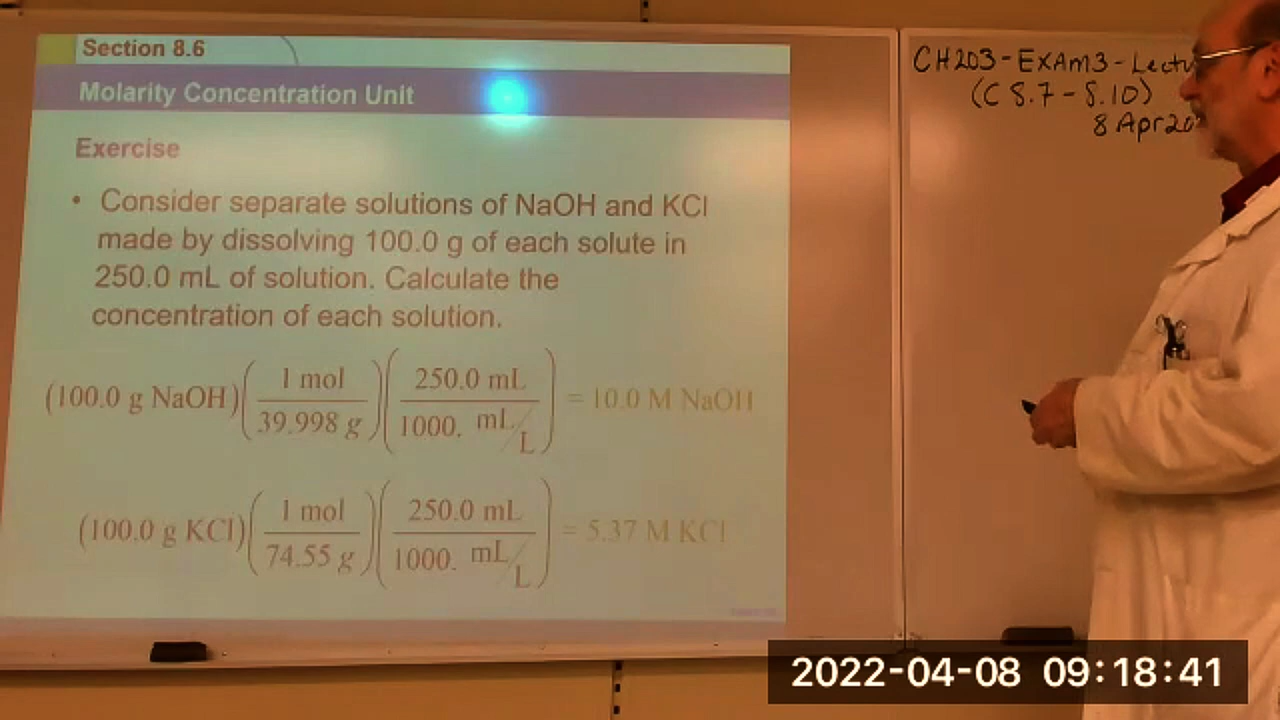 Section 8.6
Molarity Concentration Unit
Exercise
• Consider separate solutions of NaOH and KCl
made by dissolving 100.0 g of each solute in
250.0 mL of solution. Calculate the
concentration of each solution.
(100.0 g NaOH)(1 mol / 39.998 g)(250.0 mL / 1000. mL/L) = 10.0 M NaOH
(100.0 g KCl)(1 mol / 74.55 g)(250.0 mL / 1000. mL/L) = 5.37 M KCl
CH203-EXAM3-Lectu
(C 8.7-8.10)
8 Apr20
2022-04-08 09:18:41